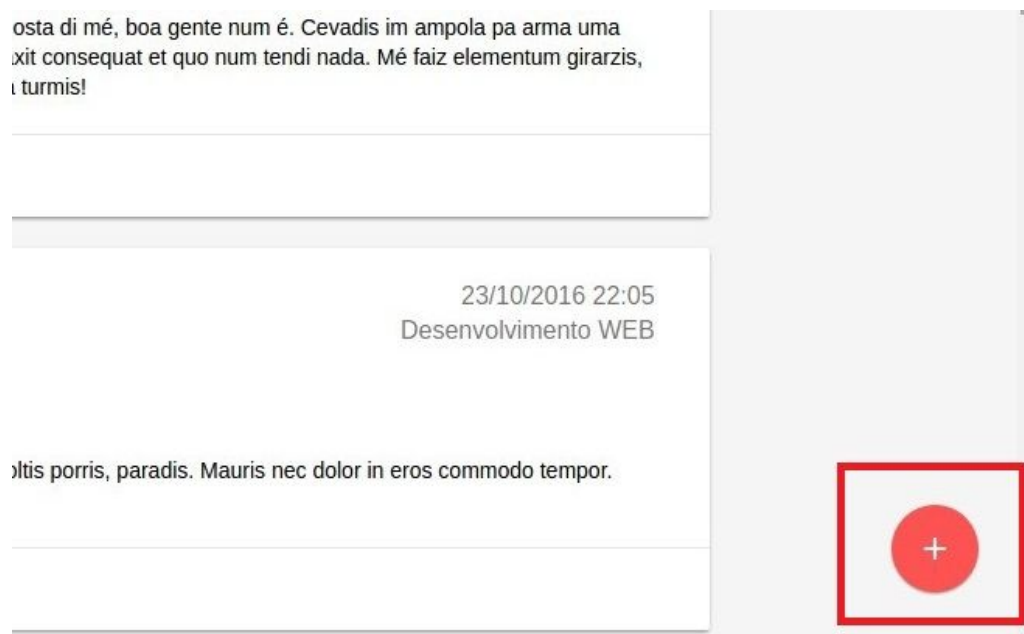 osta di mé, boa gente num é. Cevadis im ampola pa arma uma
xit consequat et quo num tendi nada. Mé faiz elementum girarzis,
turmis!
23/10/2016 22:05
Desenvolvimento WEB
ltis porris, paradis. Mauris nec dolor in eros commodo tempor.
+